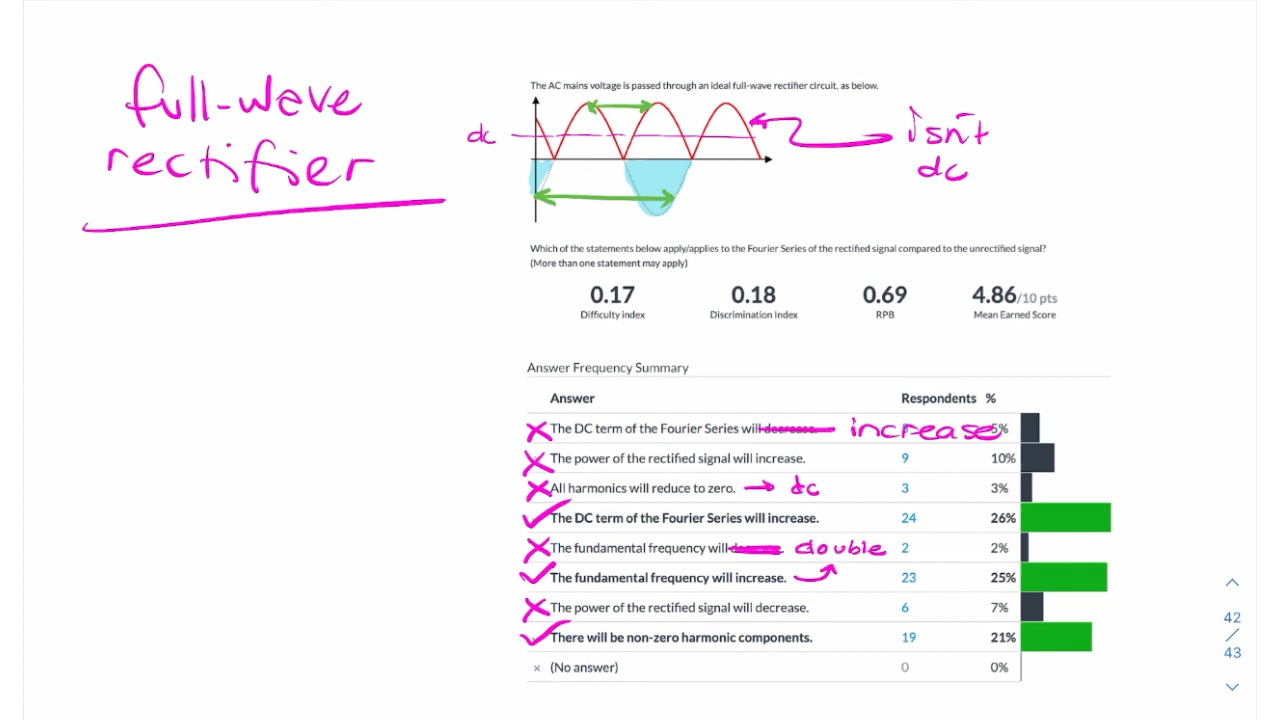 full-wave
rectifier
The AC mains voltage is passed through an ideal full-wave rectifier circuit, as below.
dc
isn't
dc
Which of the statements below apply/applies to the Fourier Series of the rectified signal compared to the unrectified signal?
(More than one statement may apply)
0.17 0.18 0.69 4.86/10 pts
Difficulty index Discrimination Index RPB Mean Earned Score
Answer Frequency Summary
Answer Respondents %
The DC term of the Fourier Series will decrease. increase 5%
The power of the rectified signal will increase. 9 10%
All harmonics will reduce to zero. → dc 3 3%
The DC term of the Fourier Series will increase. 24 26%
The fundamental frequency will double 2 2%
The fundamental frequency will increase. 23 25%
The power of the rectified signal will decrease. 6 7%
There will be non-zero harmonic components. 19 21%
× (No answer) 0 0%
42
/
43